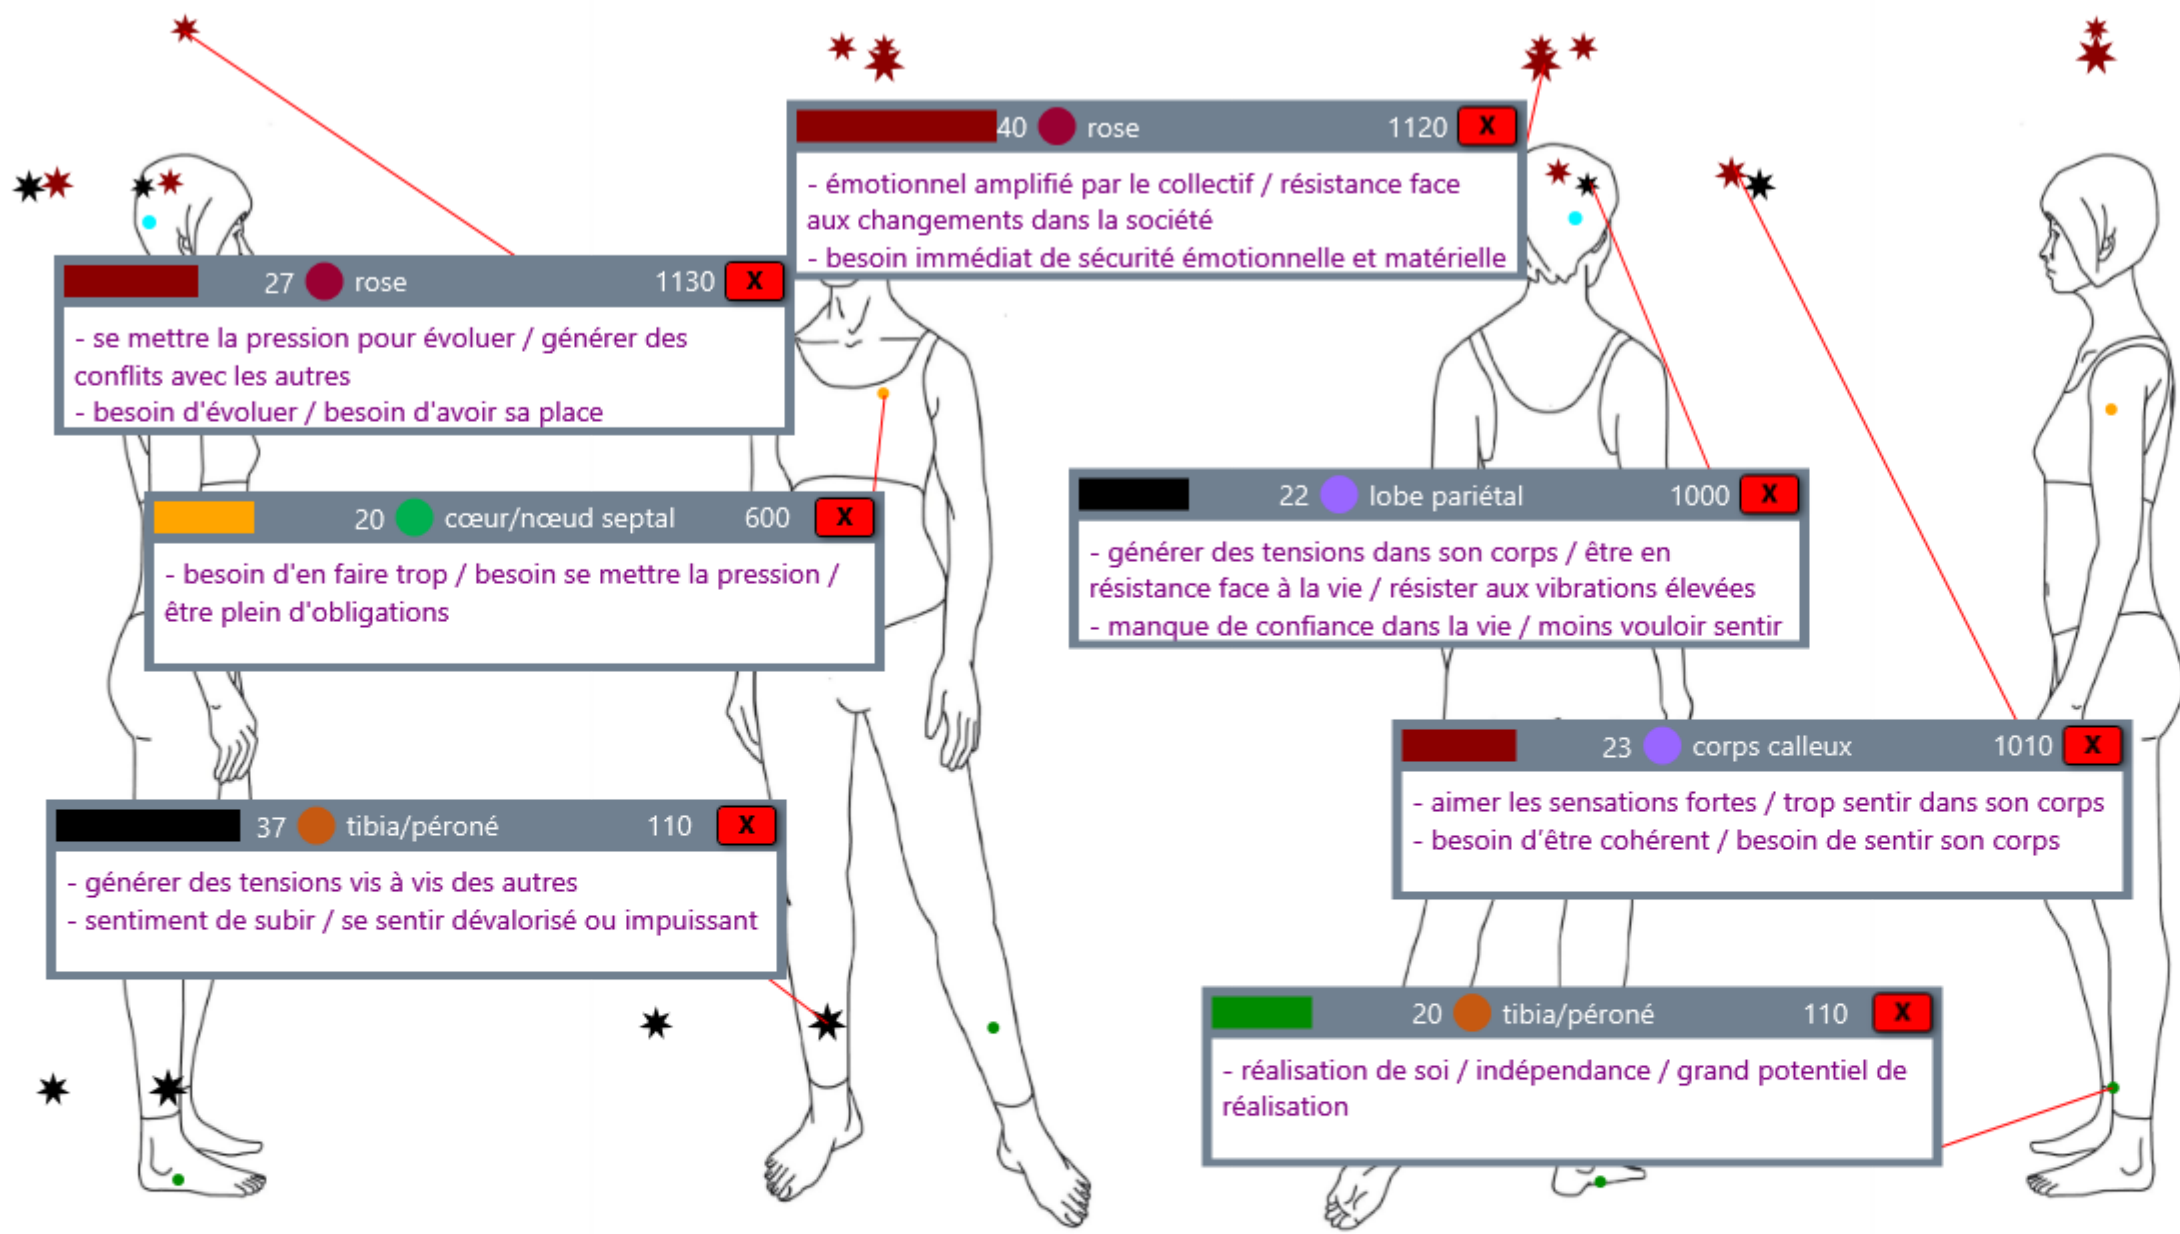 40 rose 1120 X
- émotionnel amplifié par le collectif / résistance face
aux changements dans la société
- besoin immédiat de sécurité émotionnelle et matérielle
27 rose 1130 X
- se mettre la pression pour évoluer / générer des
conflits avec les autres
- besoin d'évoluer / besoin d'avoir sa place
20 cœur/nœud septal 600 X
- besoin d'en faire trop / besoin se mettre la pression /
être plein d'obligations
22 lobe pariétal 1000 X
- générer des tensions dans son corps / être en
résistance face à la vie / résister aux vibrations élevées
- manque de confiance dans la vie / moins vouloir sentir
23 corps calleux 1010 X
- aimer les sensations fortes / trop sentir dans son corps
- besoin d'être cohérent / besoin de sentir son corps
37 tibia/péroné 110 X
- générer des tensions vis à vis des autres
- sentiment de subir / se sentir dévalorisé ou impuissant
20 tibia/péroné 110 X
- réalisation de soi / indépendance / grand potentiel de
réalisation